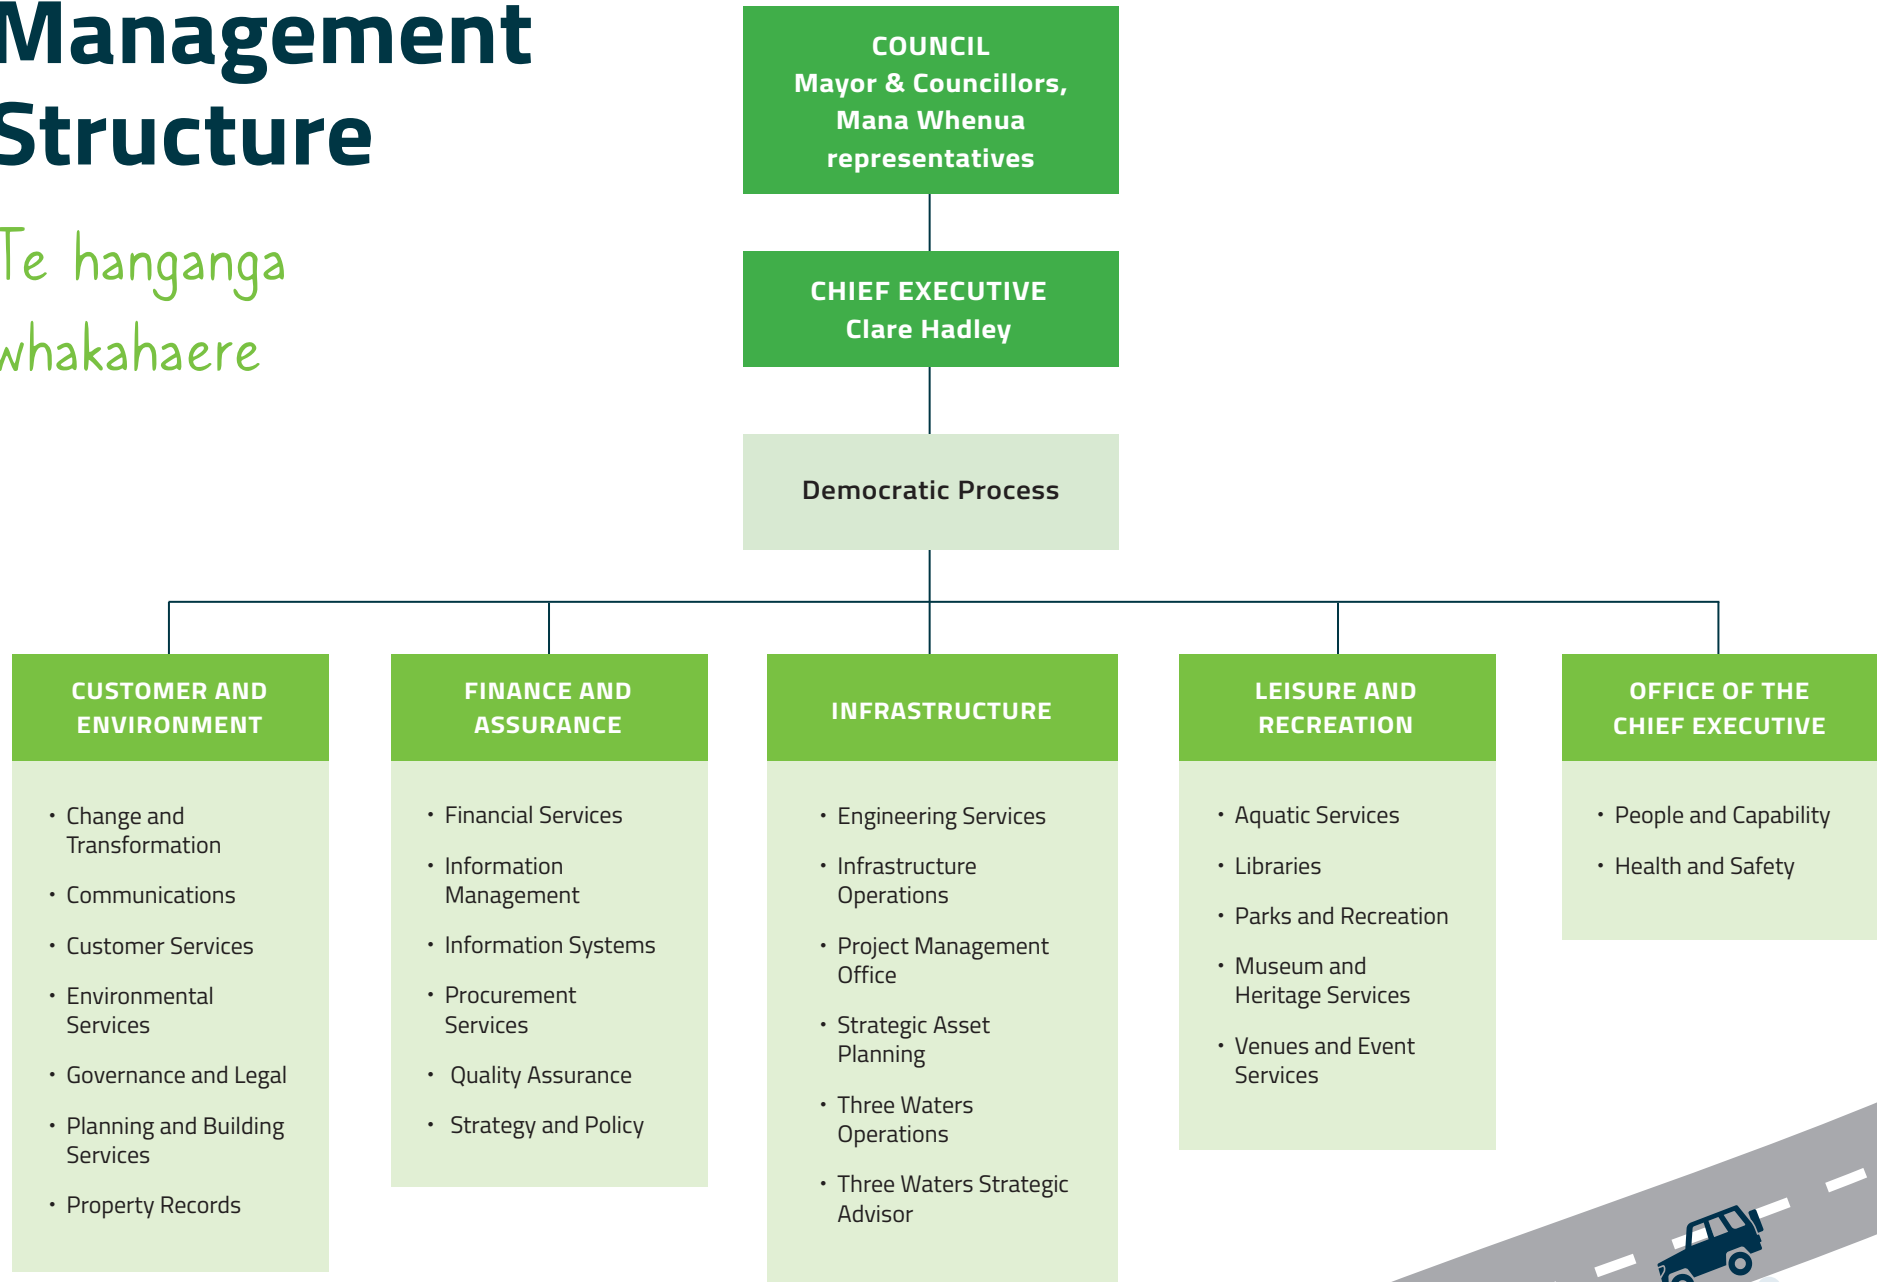 Management
Structure
Te hanganga
whakahaere
COUNCIL
Mayor & Councillors,
Mana Whenua
representatives
CHIEF EXECUTIVE
Clare Hadley
Democratic Process
CUSTOMER AND
ENVIRONMENT
• Change and
Transformation
• Communications
• Customer Services
• Environmental
Services
• Governance and Legal
• Planning and Building
Services
• Property Records
FINANCE AND
ASSURANCE
• Financial Services
• Information
Management
• Information Systems
• Procurement
Services
• Quality Assurance
• Strategy and Policy
INFRASTRUCTURE
• Engineering Services
• Infrastructure
Operations
• Project Management
Office
• Strategic Asset
Planning
• Three Waters
Operations
• Three Waters Strategic
Advisor
LEISURE AND
RECREATION
• Aquatic Services
• Libraries
• Parks and Recreation
• Museum and
Heritage Services
• Venues and Event
Services
OFFICE OF THE
CHIEF EXECUTIVE
• People and Capability
• Health and Safety